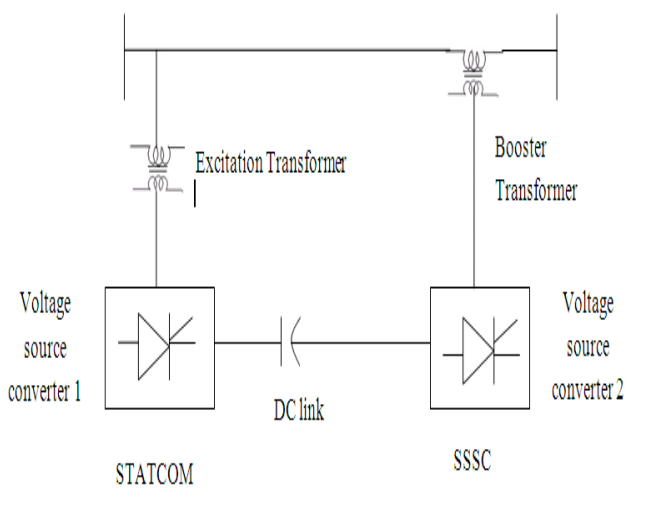 Excitation Transformer
Booster
Transformer
Voltage
source
converter 1
Voltage
source
converter 2
DC link
STATCOM
SSSC